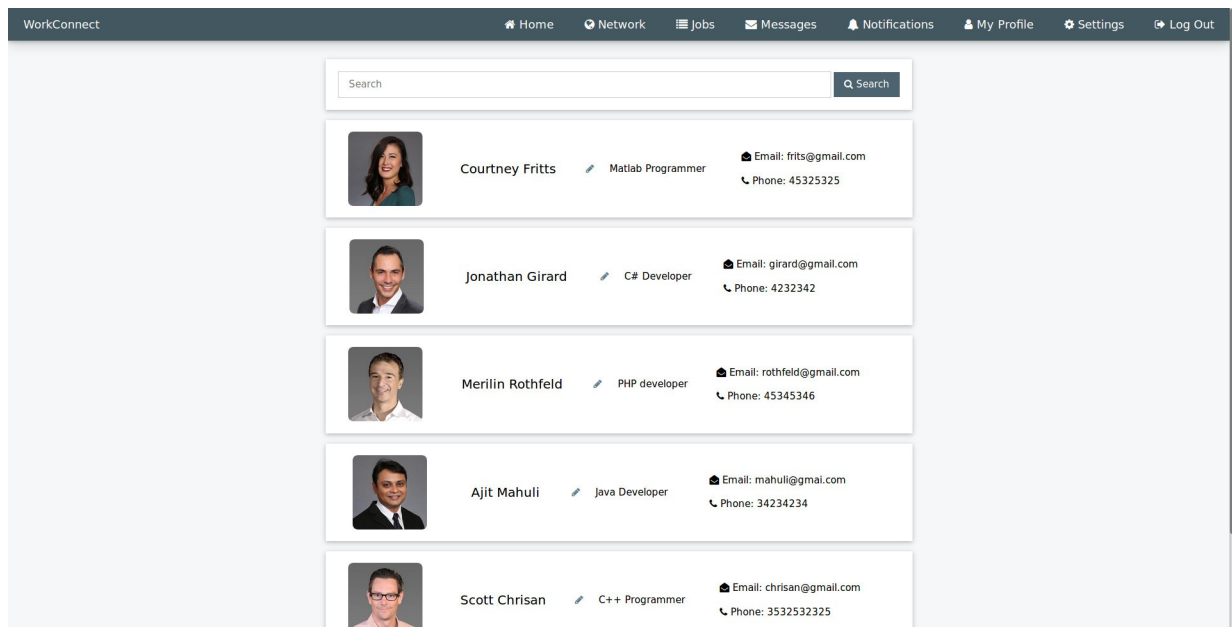 WorkConnect Home Network Jobs Messages Notifications My Profile Settings Log Out
Search Search
Courtney Fritts Matlab Programmer
Email: frits@gmail.com
Phone: 45325325
Jonathan Girard C# Developer
Email: girard@gmail.com
Phone: 4232342
Merilin Rothfeld PHP developer
Email: rothfeld@gmail.com
Phone: 45345346
Ajit Mahuli Java Developer
Email: mahuli@gmai.com
Phone: 34234234
Scott Chrisan C++ Programmer
Email: chrisan@gmail.com
Phone: 3532532325